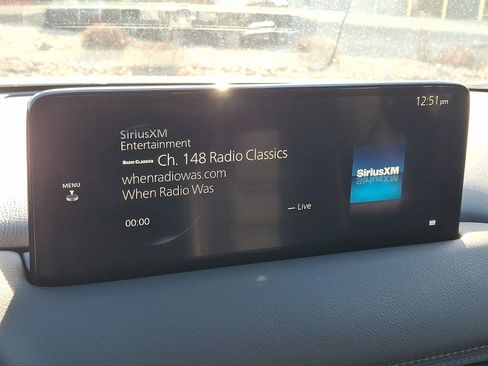 12:51 pm
SiriusXM
Entertainment
RADIO CLASSICS Ch. 148 Radio Classics
whenradiowas.com
When Radio Was
MENU
00:00
Live
SiriusXM